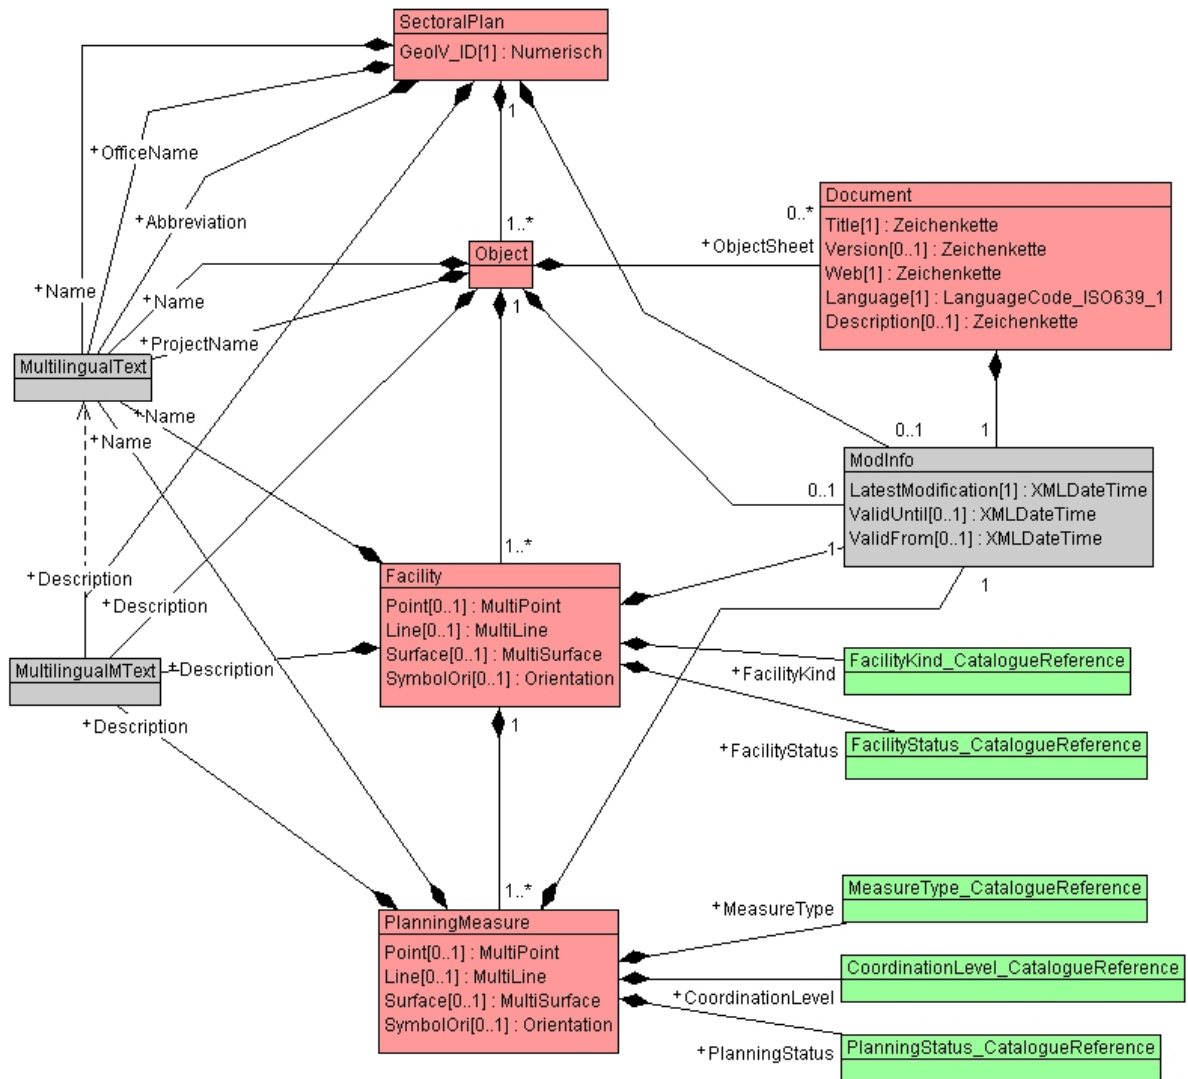 SectoralPlan
GeoIV_ID[1] : Numerisch
1
+OfficeName
+Abbreviation
+Name
1..*
Object
1
0..*
+ObjectSheet
Document
Title[1] : Zeichenkette
Version[0..1] : Zeichenkette
Web[1] : Zeichenkette
Language[1] : LanguageCode_ISO639_1
Description[0..1] : Zeichenkette
+Name
+ProjectName
MultilingualText
+Name
+Name
0..1
1
ModInfo
LatestModification[1] : XMLDateTime
ValidUntil[0..1] : XMLDateTime
ValidFrom[0..1] : XMLDateTime
0..1
1
1
1..*
+Description
+Description
Facility
Point[0..1] : MultiPoint
Line[0..1] : MultiLine
Surface[0..1] : MultiSurface
SymbolOri[0..1] : Orientation
MultilingualMText
+Description
+Description
+FacilityKind
FacilityKind_CatalogueReference
1
+FacilityStatus
FacilityStatus_CatalogueReference
1..*
PlanningMeasure
Point[0..1] : MultiPoint
Line[0..1] : MultiLine
Surface[0..1] : MultiSurface
SymbolOri[0..1] : Orientation
+MeasureType
MeasureType_CatalogueReference
+CoordinationLevel
CoordinationLevel_CatalogueReference
+PlanningStatus
PlanningStatus_CatalogueReference